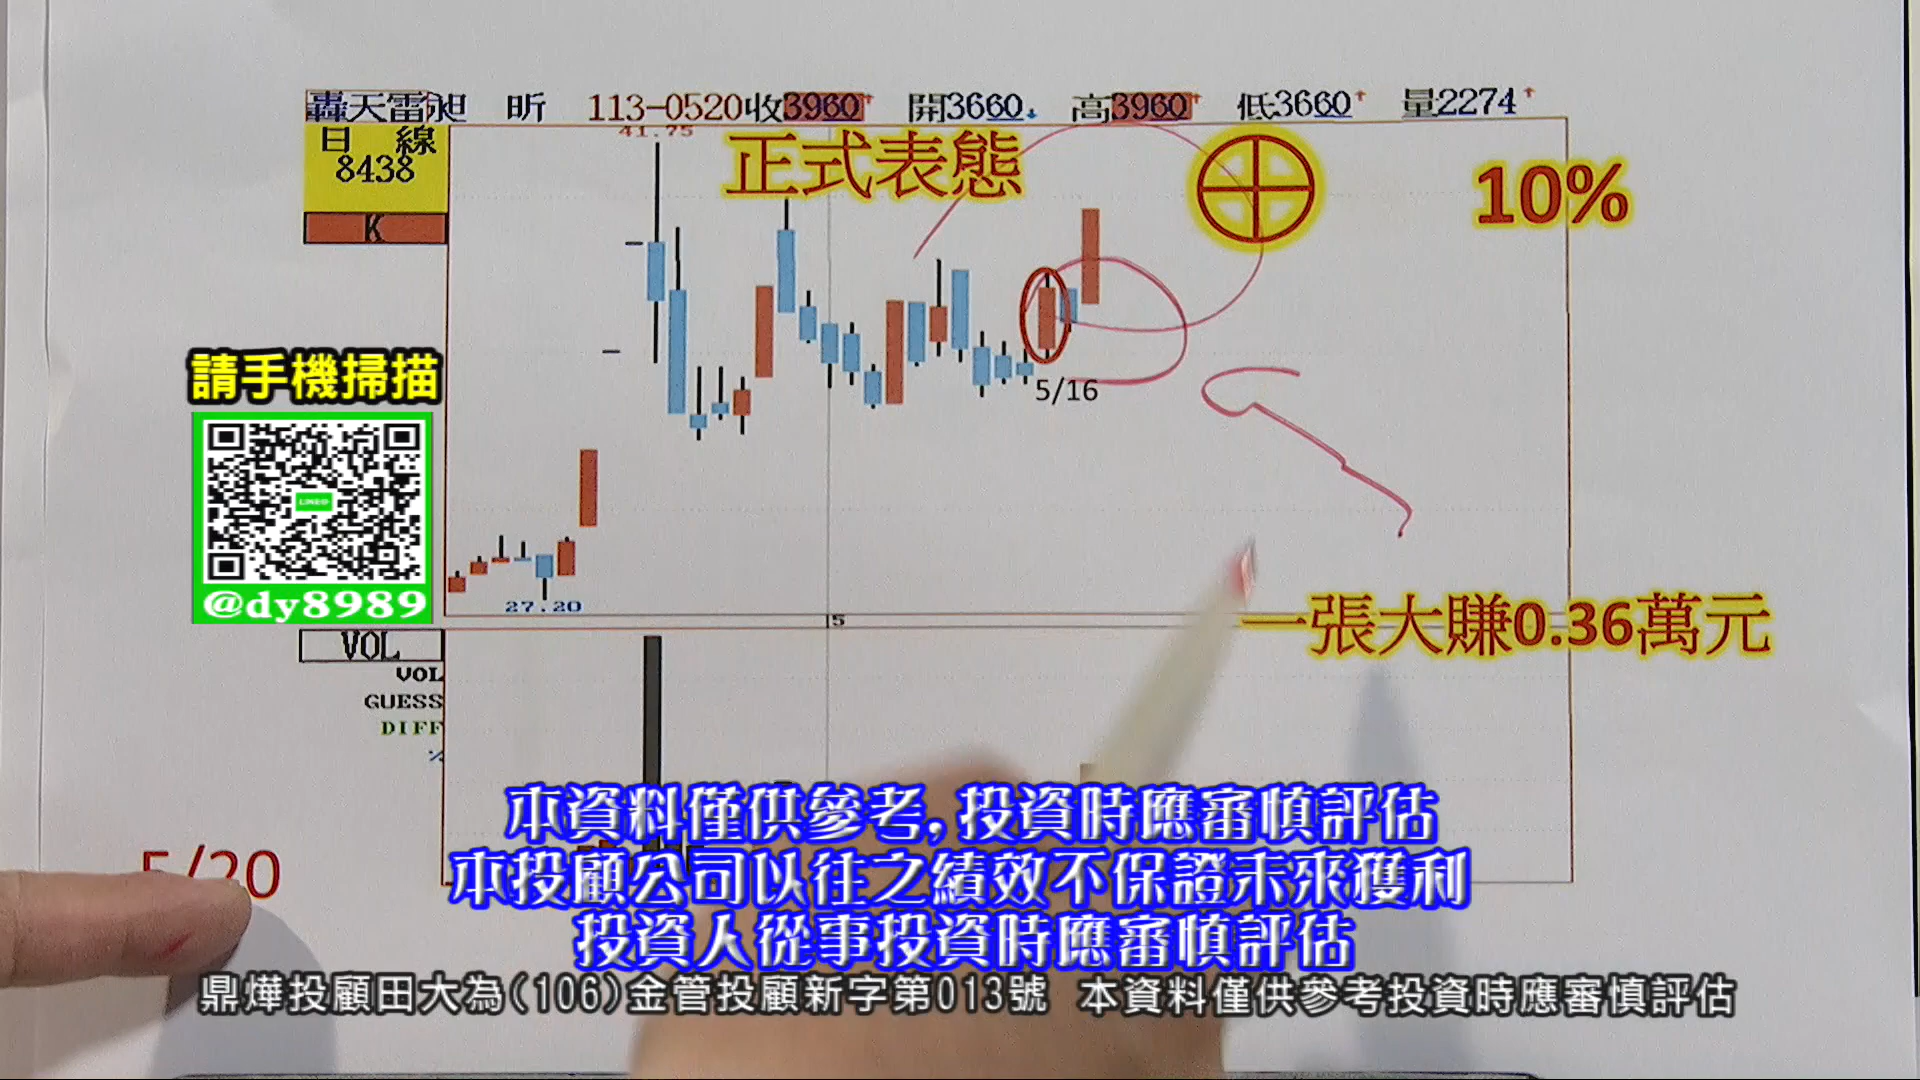 轟天雷昶 昕 113-0520收3960↑ 開3660↓ 高3960↑ 低3660↑ 量2274↑
日 線
8438
K
41.75
正式表態
10%
請手機掃描
@dy8989
5/16
27.20
5
一張大賺0.36萬元
VOL
VOL
GUESS
DIFF
%
5/20
本資料僅供參考,投資時應審慎評估
本投顧公司以往之績效不保證未來獲利
投資人從事投資時應審慎評估
鼎燁投顧田大為(106)金管投顧新字第013號 本資料僅供參考投資時應審慎評估